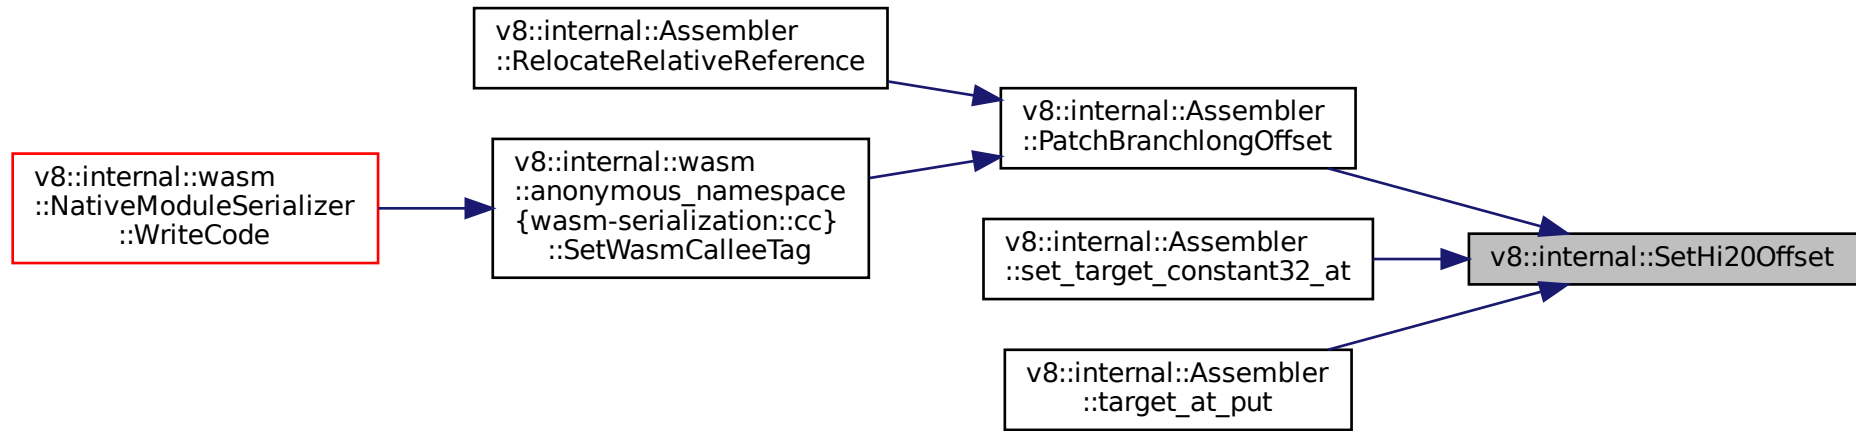 v8::internal::Assembler
::RelocateRelativeReference
v8::internal::Assembler
::PatchBranchlongOffset
v8::internal::wasm
::NativeModuleSerializer
::WriteCode
v8::internal::wasm
::anonymous_namespace
{wasm-serialization::cc}
::SetWasmCalleeTag
v8::internal::Assembler
::set_target_constant32_at
v8::internal::SetHi20Offset
v8::internal::Assembler
::target_at_put